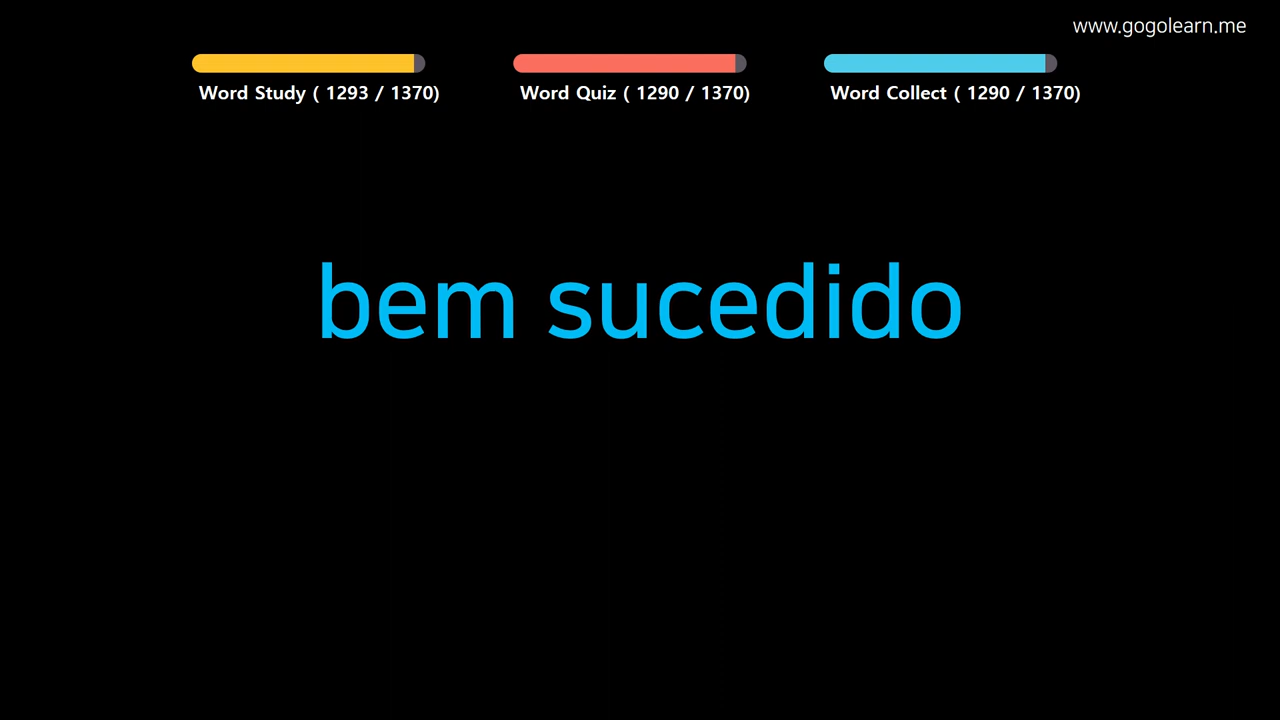 www.gogolearn.me
Word Study ( 1293 / 1370)
Word Quiz ( 1290 / 1370)
Word Collect ( 1290 / 1370)
bem sucedido